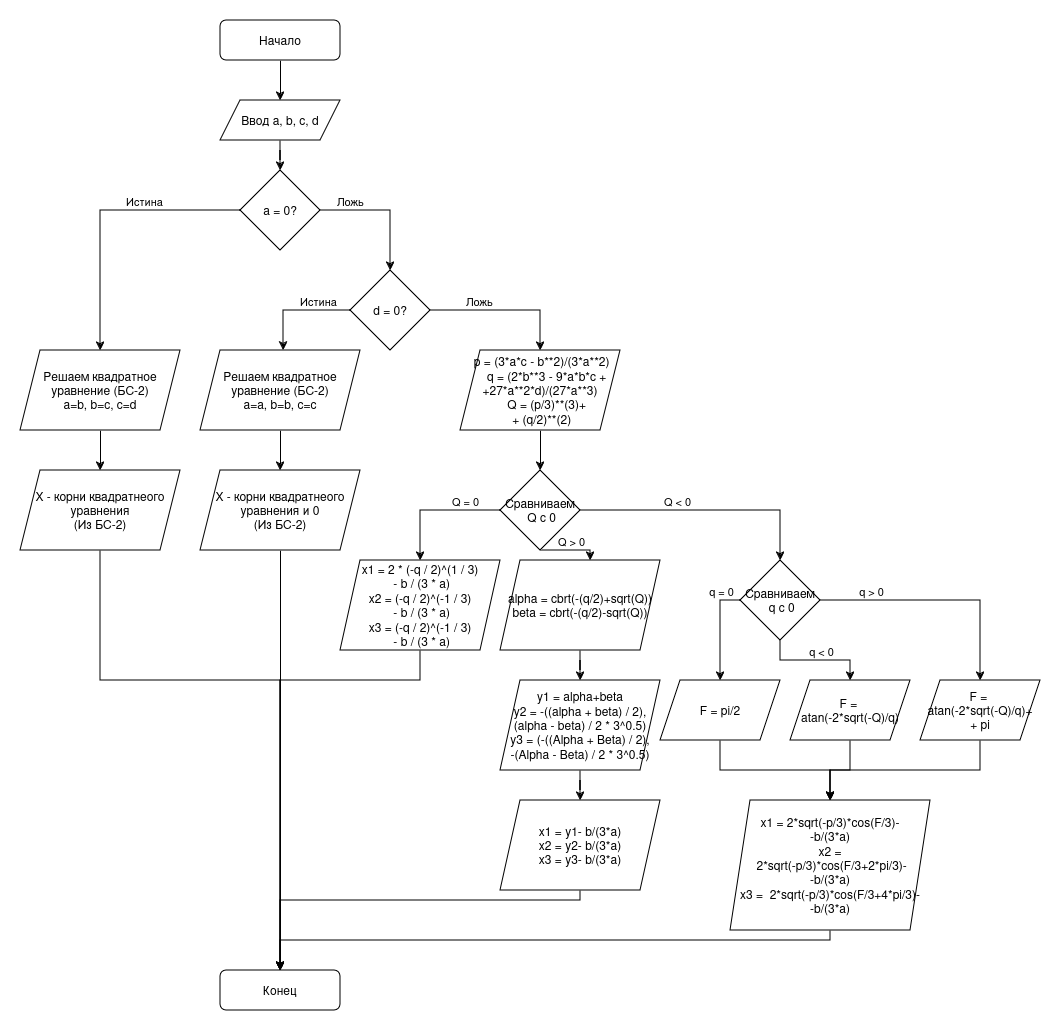 Начало
Ввод a, b, c, d
a = 0?
Истина
Ложь
d = 0?
Истина
Ложь
Решаем квадратное
уравнение (БС-2)
a=b, b=c, c=d
Решаем квадратное
уравнение (БС-2)
a=a, b=b, c=c
p = (3*a*c - b**2)/(3*a**2)
q = (2*b**3 - 9*a*b*c +
+27*a**2*d)/(27*a**3)
Q = (p/3)**(3)+
+ (q/2)**(2)
X - корни квадратнеого
уравнения
(Из БС-2)
X - корни квадратнеого
уравнения и 0
(Из БС-2)
Сравниваем
Q с 0
Q = 0
Q > 0
Q < 0
x1 = 2 * (-q / 2)^(1 / 3)
- b / (3 * a)
x2 = (-q / 2)^(-1 / 3)
- b / (3 * a)
x3 = (-q / 2)^(-1 / 3)
- b / (3 * a)
alpha = cbrt(-(q/2)+sqrt(Q))
beta = cbrt(-(q/2)-sqrt(Q))
Сравниваем
q с 0
q = 0
q < 0
q > 0
y1 = alpha+beta
y2 = -((alpha + beta) / 2),
(alpha - beta) / 2 * 3^0.5)
y3 = (-((Alpha + Beta) / 2),
-(Alpha - Beta) / 2 * 3^0.5)
F = pi/2
F =
atan(-2*sqrt(-Q)/q)
F =
atan(-2*sqrt(-Q)/q)+
+ pi
x1 = y1- b/(3*a)
x2 = y2- b/(3*a)
x3 = y3- b/(3*a)
x1 = 2*sqrt(-p/3)*cos(F/3)-
-b/(3*a)
x2 =
2*sqrt(-p/3)*cos(F/3+2*pi/3)-
-b/(3*a)
x3 = 2*sqrt(-p/3)*cos(F/3+4*pi/3)-
-b/(3*a)
Конец